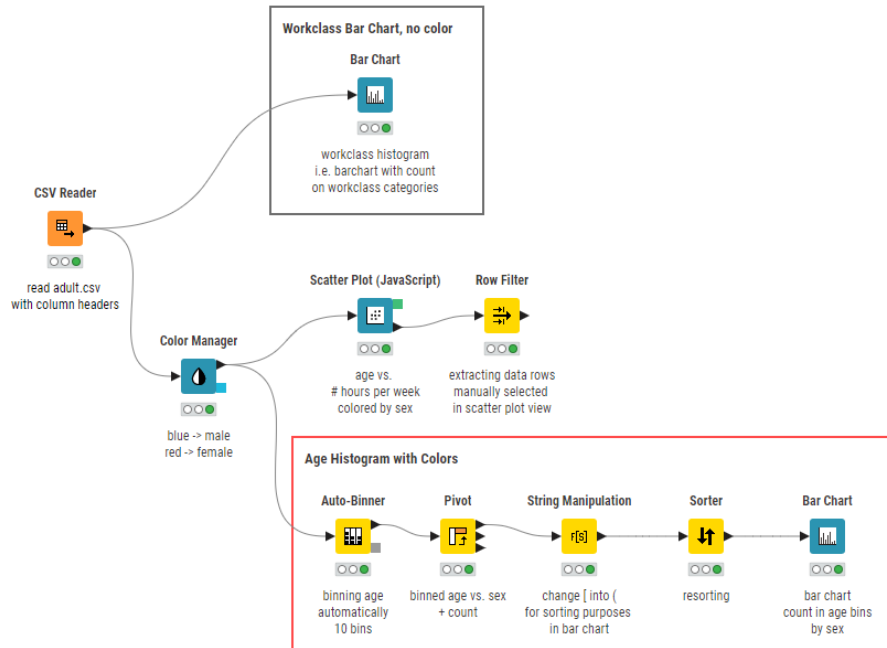 Workclass Bar Chart, no color
Bar Chart
workclass histogram
i.e. barchart with count
on workclass categories
CSV Reader
read adult.csv
with column headers
Scatter Plot (JavaScript)
age vs.
# hours per week
colored by sex
Row Filter
extracting data rows
manually selected
in scatter plot view
Color Manager
blue -> male
red -> female
Age Histogram with Colors
Auto-Binner
binning age
automatically
10 bins
Pivot
binned age vs. sex
+ count
String Manipulation
F[S]
change [ into (
for sorting purposes
in bar chart
Sorter
resorting
Bar Chart
bar chart
count in age bins
by sex